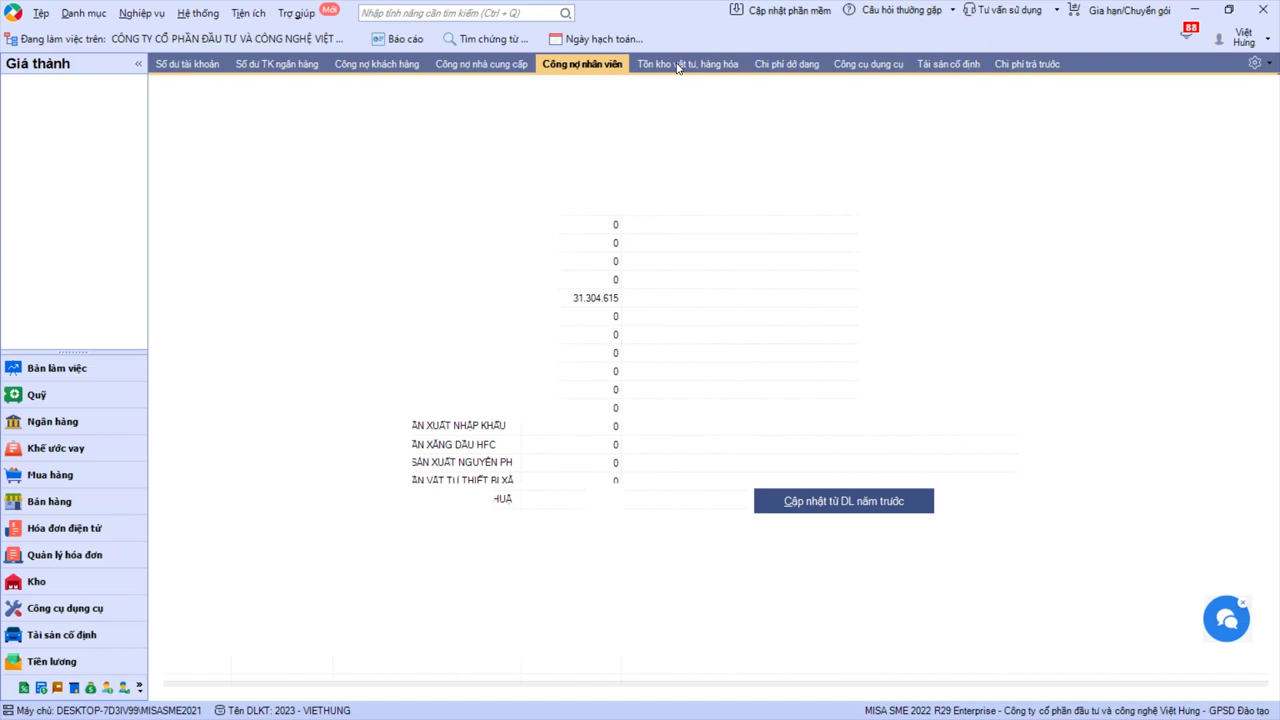 Tệp Danh mục Nghiệp vụ Hệ thống Tiện ích Trợ giúp Mới Nhập tính năng cần tìm kiếm (Ctrl + Q) Cập nhật phần mềm Câu hỏi thường gặp Tư vấn sử dụng Gia hạn/Chuyển gói
Đang làm việc trên: CÔNG TY CỔ PHẦN ĐẦU TƯ VÀ CÔNG NGHỆ VIỆT ... Báo cáo Tìm chứng từ ... Ngày hạch toán... 88 Việt Hưng
Giá thành « Số dư tài khoản Số dư TK ngân hàng Công nợ khách hàng Công nợ nhà cung cấp Công nợ nhân viên Tồn kho vật tư, hàng hóa Chi phí dở dang Công cụ dụng cụ Tài sản cố định Chi phí trả trước
0
0
0
0
31.304.615
0
0
0
0
0
0
ẦN XUẤT NHẬP KHẨU 0
ẦN XĂNG DẦU HFC 0
SẢN XUẤT NGUYÊN PH 0
ẦN VẬT TƯ THIẾT BỊ XĂ 0
HUẬ
Cập nhật từ DL năm trước
Bàn làm việc
Quỹ
Ngân hàng
Khế ước vay
Mua hàng
Bán hàng
Hóa đơn điện tử
Quản lý hóa đơn
Kho
Công cụ dụng cụ
Tài sản cố định
Tiền lương
Máy chủ: DESKTOP-7D3IV99\MISASME2021 Tên DLKT: 2023 - VIETHUNG MISA SME 2022 R29 Enterprise - Công ty cổ phần đầu tư và công nghệ Việt Hưng - GPSD Đào tạo